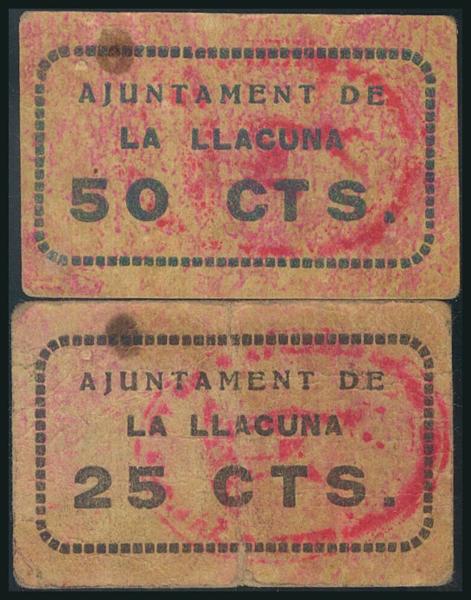 AJUNTAMENT DE
LA LLACUNA
50 CTS.
AJUNTAMENT DE
LA LLACUNA
25 CTS.